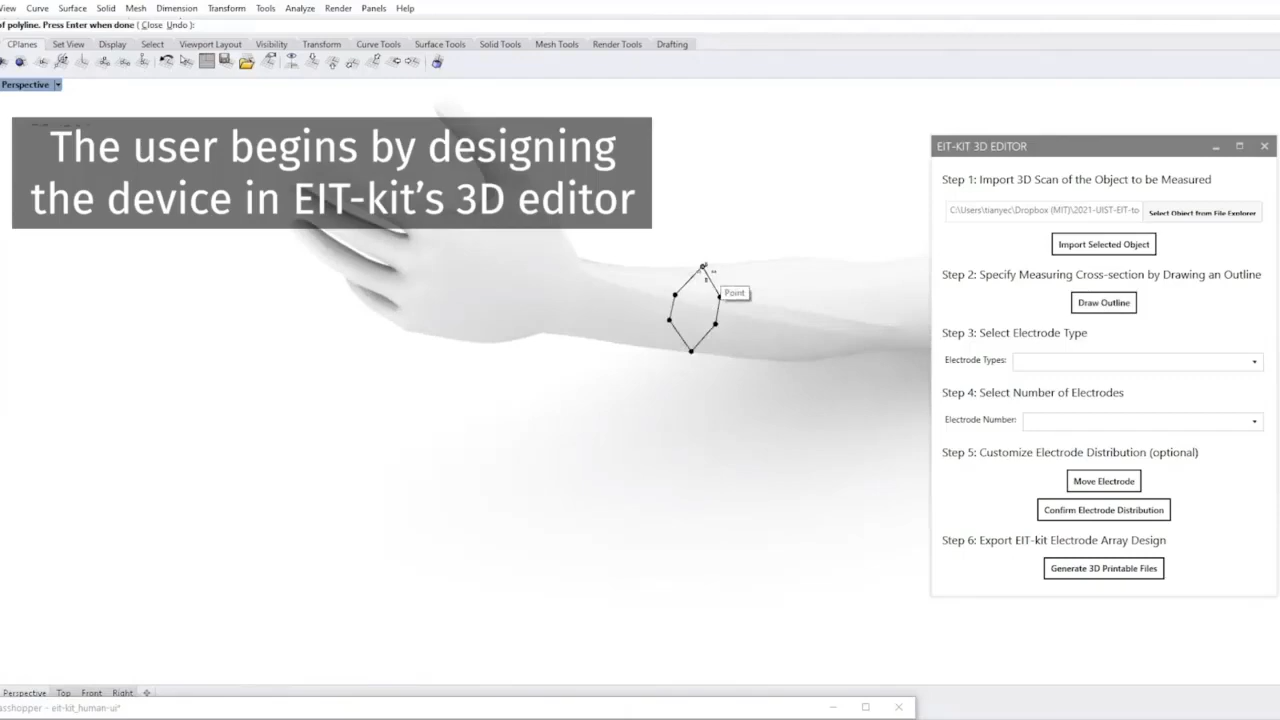 View Curve Surface Solid Mesh Dimension Transform Tools Analyze Render Panels Help
of polyline. Press Enter when done ( Close Undo ):
CPlanes Set View Display Select Viewport Layout Visibility Transform Curve Tools Surface Tools Solid Tools Mesh Tools Render Tools Drafting
Perspective
The user begins by designing
the device in EIT-kit's 3D editor
Point
EIT-KIT 3D EDITOR
Step 1: Import 3D Scan of the Object to be Measured
C:\Users\tianyec\Dropbox (MIT)\2021-UIST-EIT-to
Select Object from File Explorer
Import Selected Object
Step 2: Specify Measuring Cross-section by Drawing an Outline
Draw Outline
Step 3: Select Electrode Type
Electrode Types:
Step 4: Select Number of Electrodes
Electrode Number:
Step 5: Customize Electrode Distribution (optional)
Move Electrode
Confirm Electrode Distribution
Step 6: Export EIT-kit Electrode Array Design
Generate 3D Printable Files
Perspective Top Front Right
asshopper - eit-kit_human-ui*